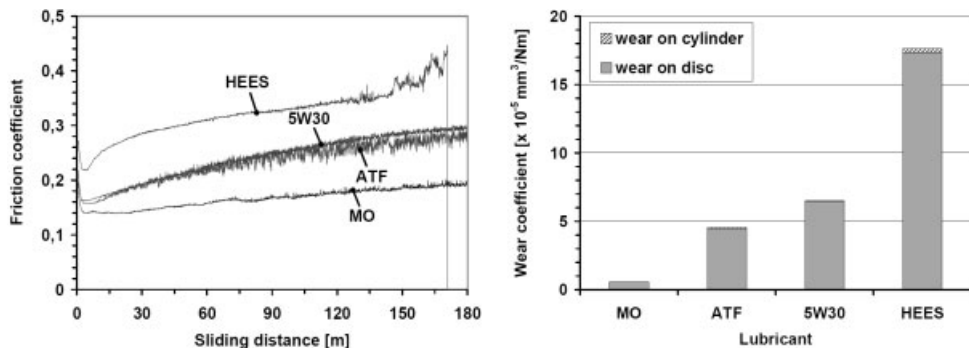 0,5
0,4
0,3
0,2
0,1
0
Friction coefficient
HEES
5W30
ATF
MO
0 30 60 90 120 150 180
Sliding distance [m]
20
15
10
5
0
Wear coefficient [x 10⁻⁵ mm³/Nm]
wear on cylinder
wear on disc
MO ATF 5W30 HEES
Lubricant